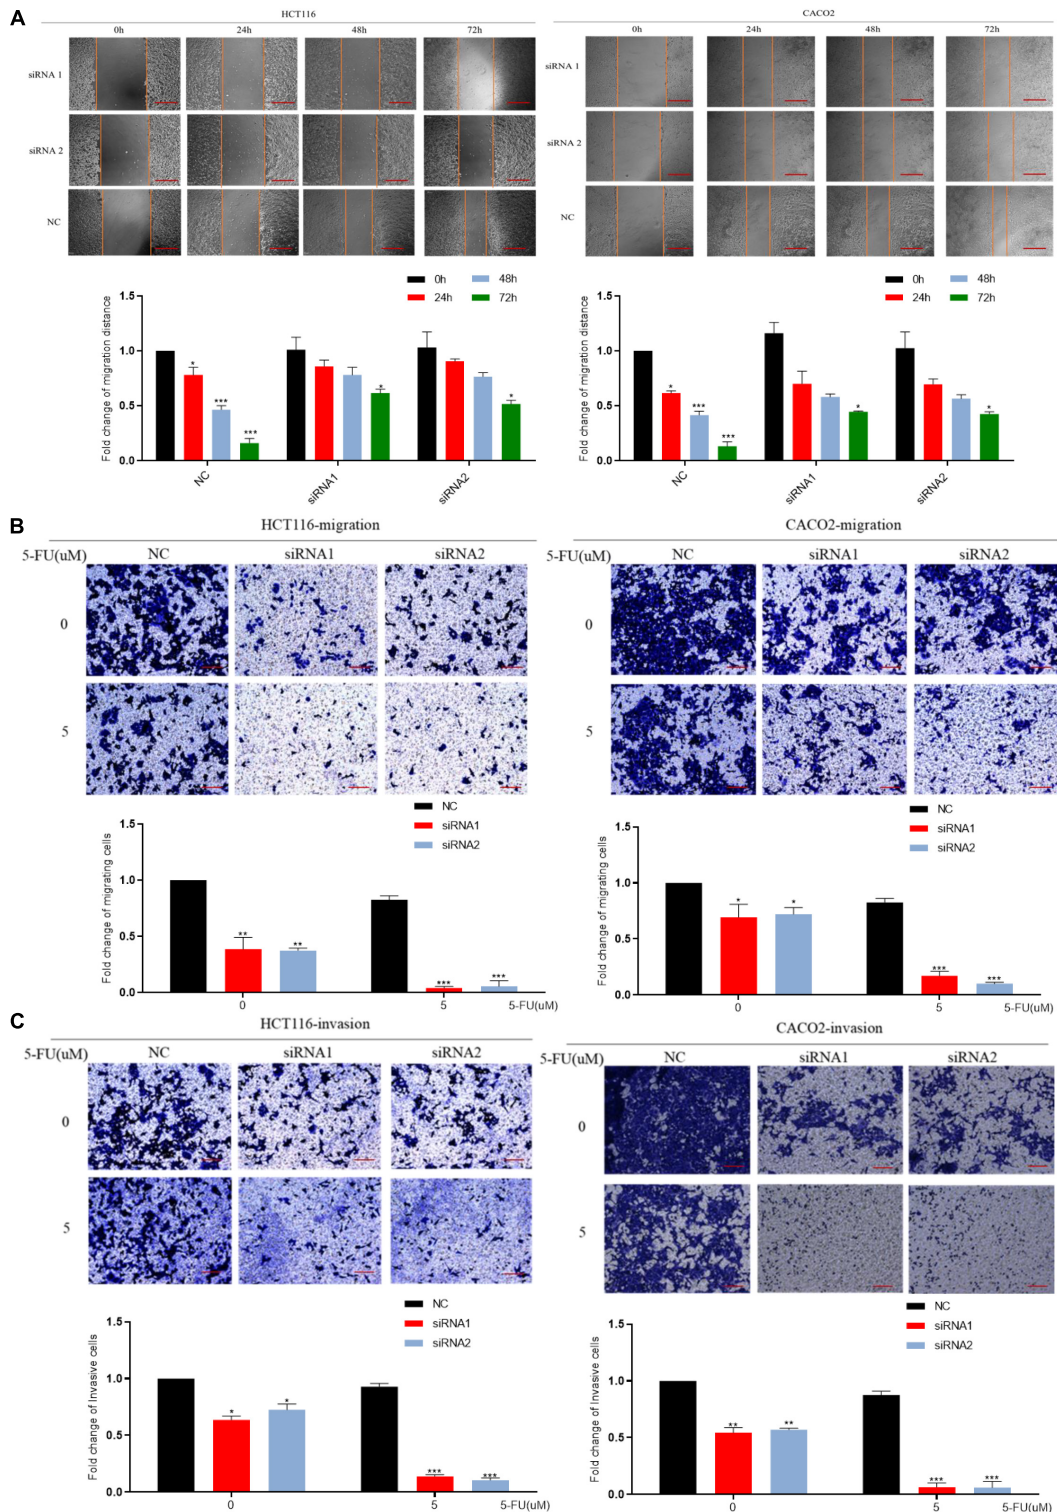 A
HCT116
0h 24h 48h 72h
siRNA 1
siRNA 2
NC
CACO2
0h 24h 48h 72h
siRNA 1
siRNA 2
NC
0h 48h
24h 72h
Fold change of migration distance
1.5
1.0
0.5
0.0
* *** *** * *
NC siRNA1 siRNA2
0h 48h
24h 72h
Fold change of migration distance
1.5
1.0
0.5
0.0
* *** *** * *
NC siRNA1 siRNA2
B
HCT116-migration
5-FU(uM) NC siRNA1 siRNA2
0
5
CACO2-migration
5-FU(uM) NC siRNA1 siRNA2
0
5
NC
siRNA1
siRNA2
Fold change of migrating cells
1.5
1.0
0.5
0.0
** ** *** ***
0 5 5-FU(uM)
NC
siRNA1
siRNA2
Fold change of migrating cells
1.5
1.0
0.5
0.0
* * *** ***
0 5 5-FU(uM)
C
HCT116-invasion
5-FU(uM) NC siRNA1 siRNA2
0
5
CACO2-invasion
5-FU(uM) NC siRNA1 siRNA2
0
5
NC
siRNA1
siRNA2
Fold change of Invasive cells
1.5
1.0
0.5
0.0
* * *** ***
0 5 5-FU(uM)
NC
siRNA1
siRNA2
Fold change of Invasive cells
1.5
1.0
0.5
0.0
** ** *** ***
0 5 5-FU(uM)